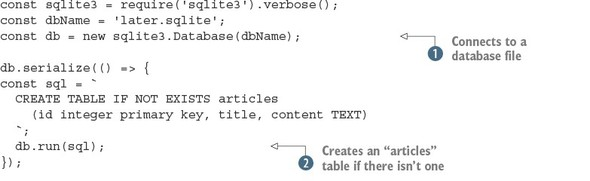 const sqlite3 = require('sqlite3').verbose();
const dbName = 'later.sqlite';
const db = new sqlite3.Database(dbName);
1 Connects to a
database file
db.serialize(() => {
const sql = `
CREATE TABLE IF NOT EXISTS articles
(id integer primary key, title, content TEXT)
`;
db.run(sql);
2 Creates an “articles”
table if there isn't one
});